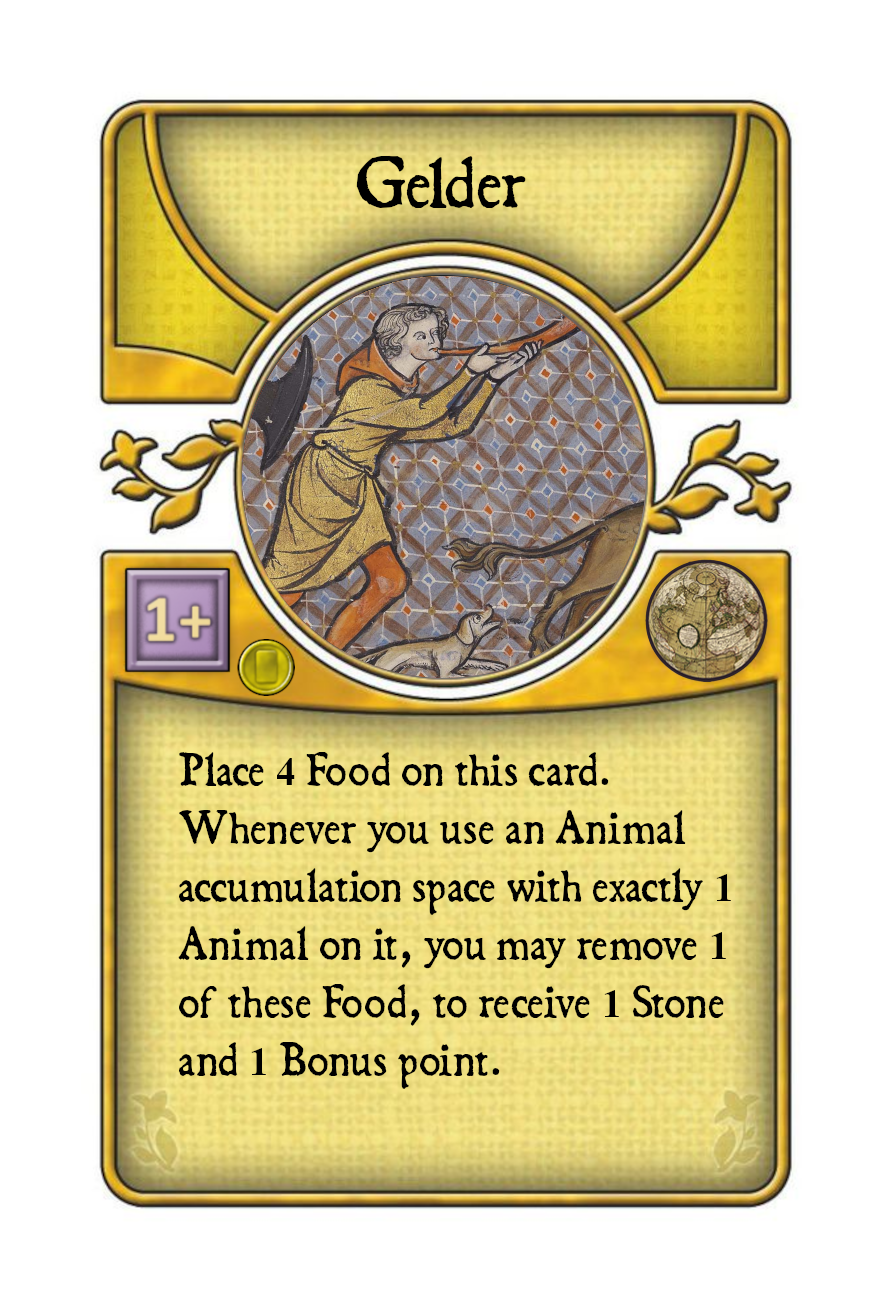 Gelder
1+
Place 4 Food on this card.
Whenever you use an Animal
accumulation space with exactly 1
Animal on it, you may remove 1
of these Food, to receive 1 Stone
and 1 Bonus point.